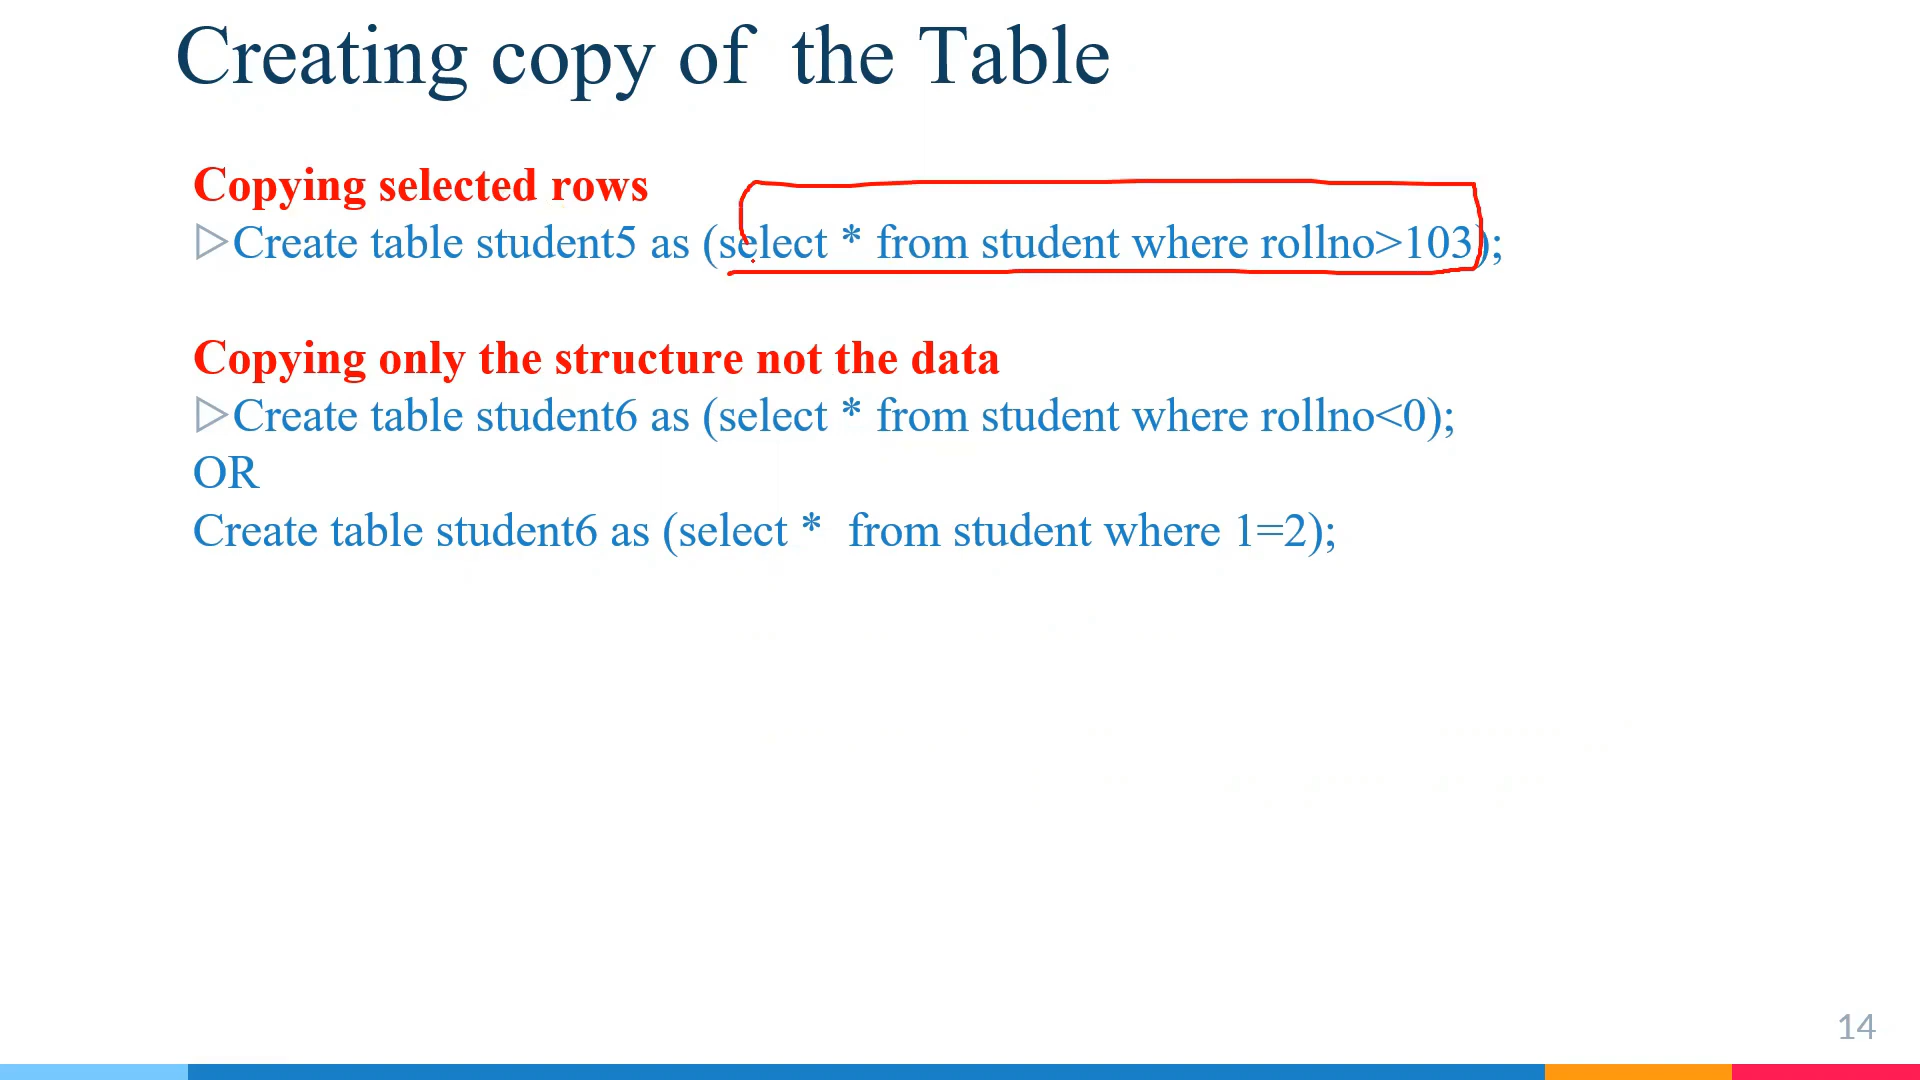 Creating copy of the Table
Copying selected rows
▷Create table student5 as (select * from student where rollno>103);
Copying only the structure not the data
▷Create table student6 as (select * from student where rollno<0);
OR
Create table student6 as (select * from student where 1=2);
14